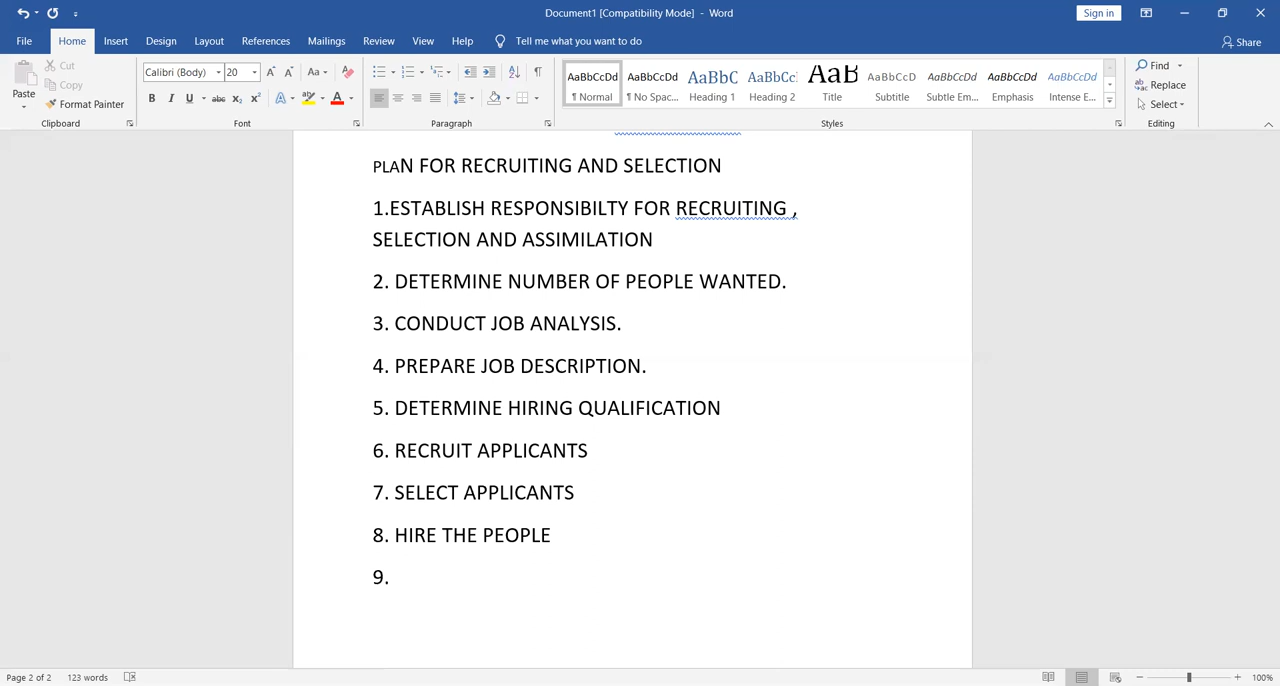 Document1 [Compatibility Mode] - Word
Sign in
File Home Insert Design Layout References Mailings Review View Help Tell me what you want to do
Share
Paste
Cut
Copy
Format Painter
Clipboard
Calibri (Body) 20
Aa
B I U abc x₂ x² A ab A
Font
Paragraph
AaBbCcDd AaBbCcDd AaBbC AaBbCc AaB AaBbCcD AaBbCcDd AaBbCcDd AaBbCcDd
¶ Normal ¶ No Spac... Heading 1 Heading 2 Title Subtitle Subtle Em... Emphasis Intense E...
Styles
Find
Replace
Select
Editing
PLAN FOR RECRUITING AND SELECTION
1.ESTABLISH RESPONSIBILTY FOR RECRUITING ,
SELECTION AND ASSIMILATION
2. DETERMINE NUMBER OF PEOPLE WANTED.
3. CONDUCT JOB ANALYSIS.
4. PREPARE JOB DESCRIPTION.
5. DETERMINE HIRING QUALIFICATION
6. RECRUIT APPLICANTS
7. SELECT APPLICANTS
8. HIRE THE PEOPLE
9.
Page 2 of 2 123 words
100%